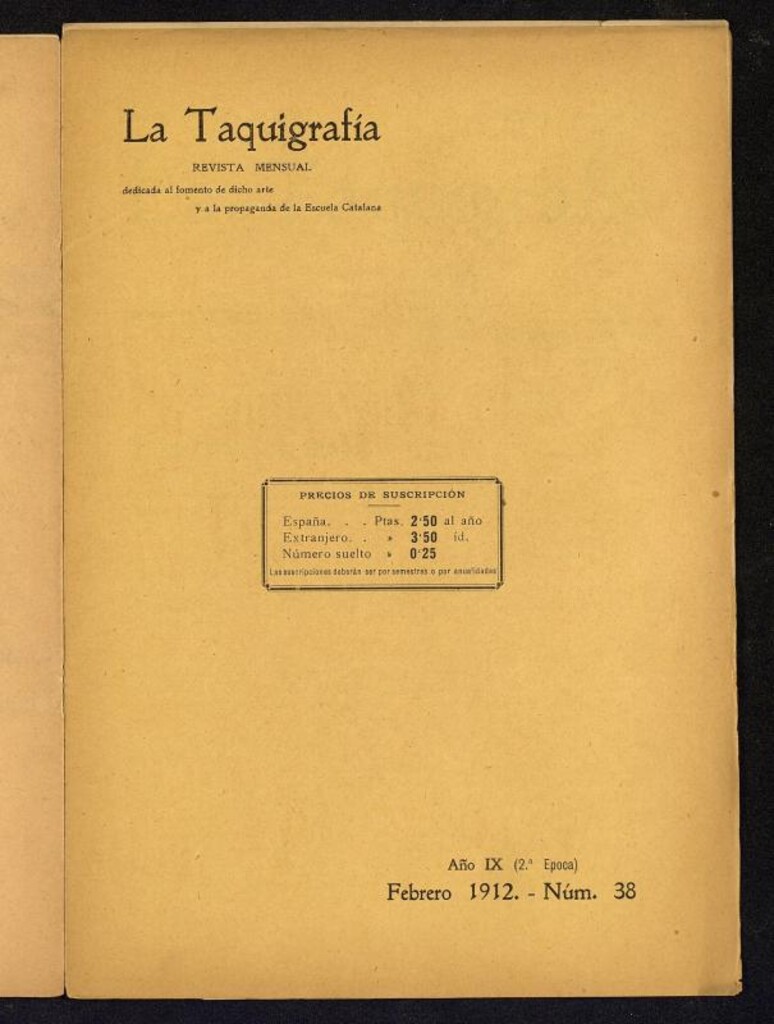 La Taquigrafía
REVISTA MENSUAL
dedicada al fomento de dicho arte
y a la propaganda de la Escuela Catalana
PRECIOS DE SUSCRIPCIÓN
España. . . Ptas. 2'50 al año
Extranjero. . » 3'50 íd.
Número suelto » 0'25
Las suscripciones deberán ser por semestres o por anualidades
Año IX (2.ª Epoca)
Febrero 1912. - Núm. 38